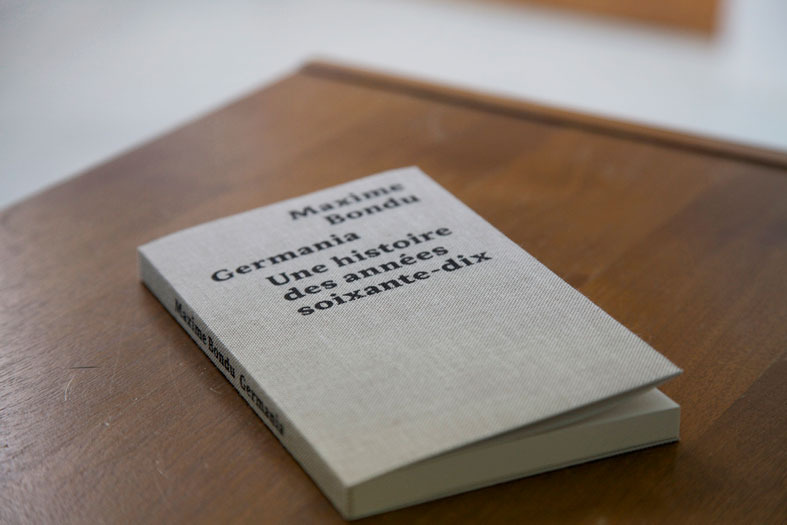 Maxime
Bondu
Germania
Une histoire
des années
soixante-dix
Maxime Bondu Germania